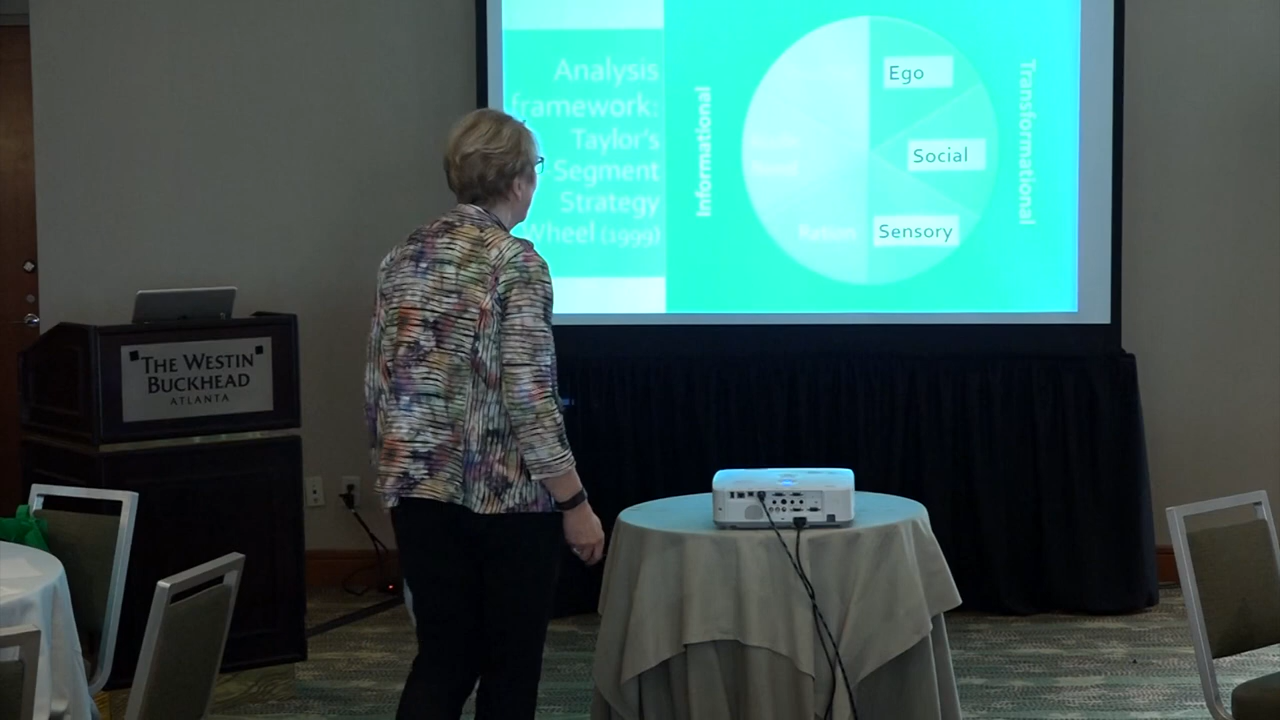 Analysis
framework:
Taylor's
-Segment
Strategy
Wheel (1999)
Informational
Ego
Social
Sensory
Transformational
THE WESTIN
BUCKHEAD
ATLANTA